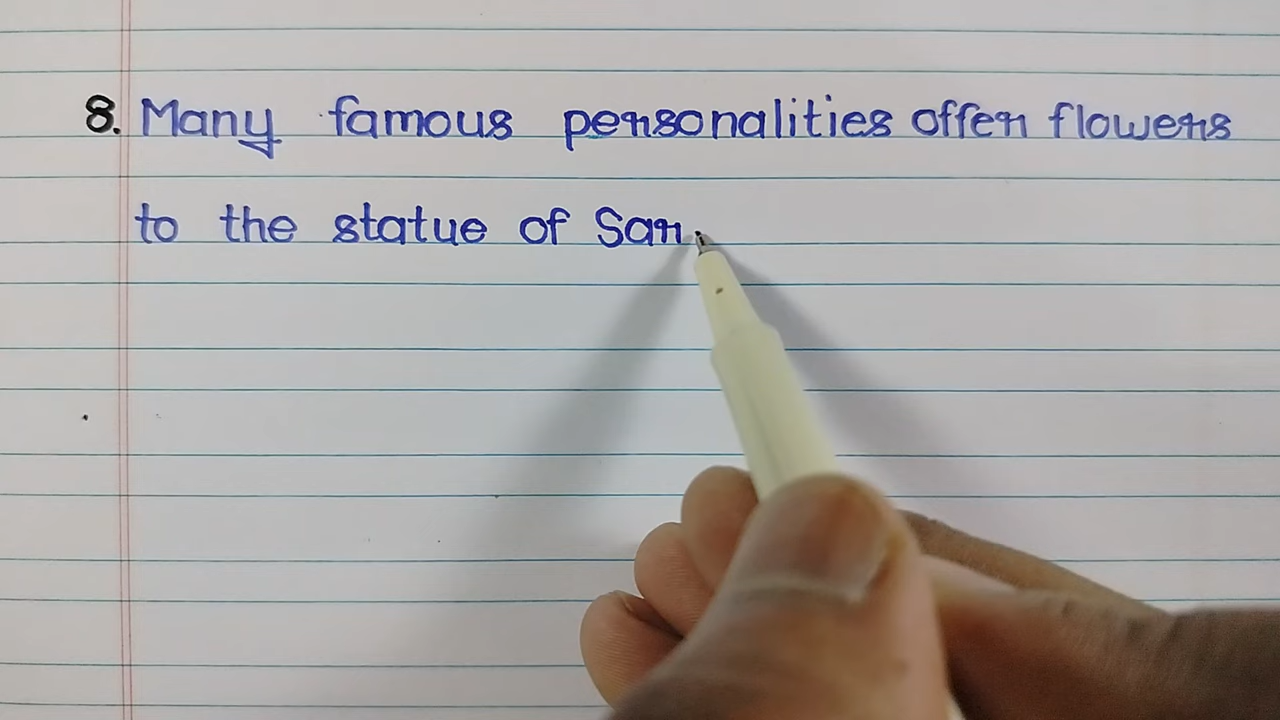 8. Many famous personalities offer flowers
to the statue of Sar